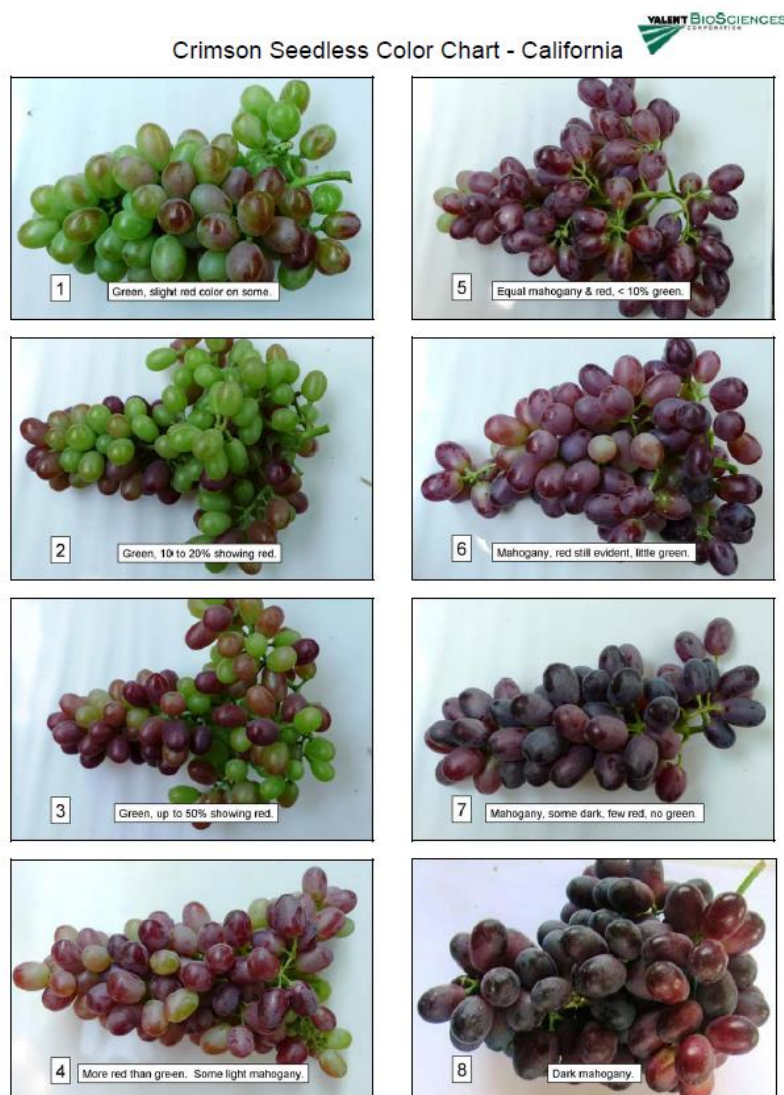 VALENT BIOSCIENCES
CORPORATION
Crimson Seedless Color Chart - California
1
Green, slight red color on some.
2
Green, 10 to 20% showing red.
3
Green, up to 50% showing red.
4
More red than green. Some light mahogany.
5
Equal mahogany & red, < 10% green.
6
Mahogany, red still evident, little green.
7
Mahogany, some dark, few red, no green.
8
Dark mahogany.